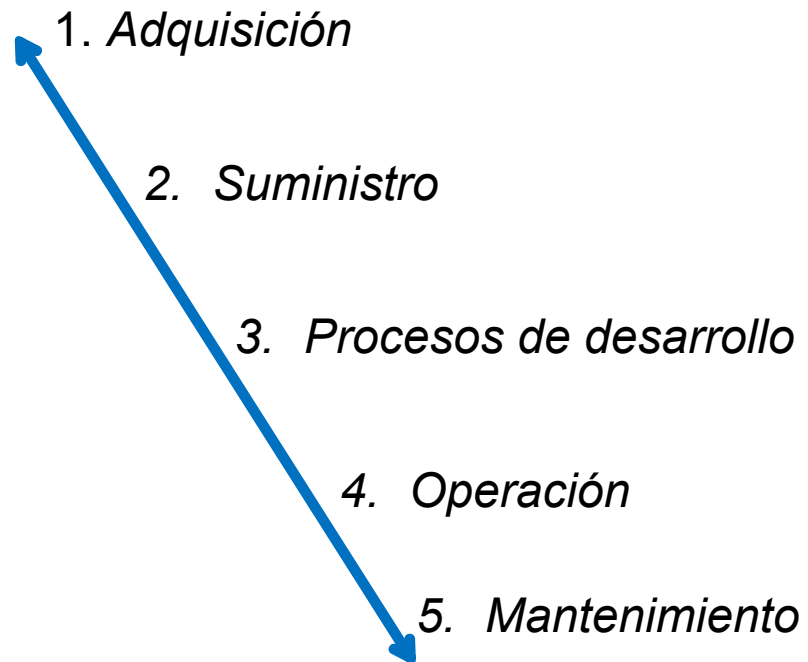 1. Adquisición
2. Suministro
3. Procesos de desarrollo
4. Operación
5. Mantenimiento